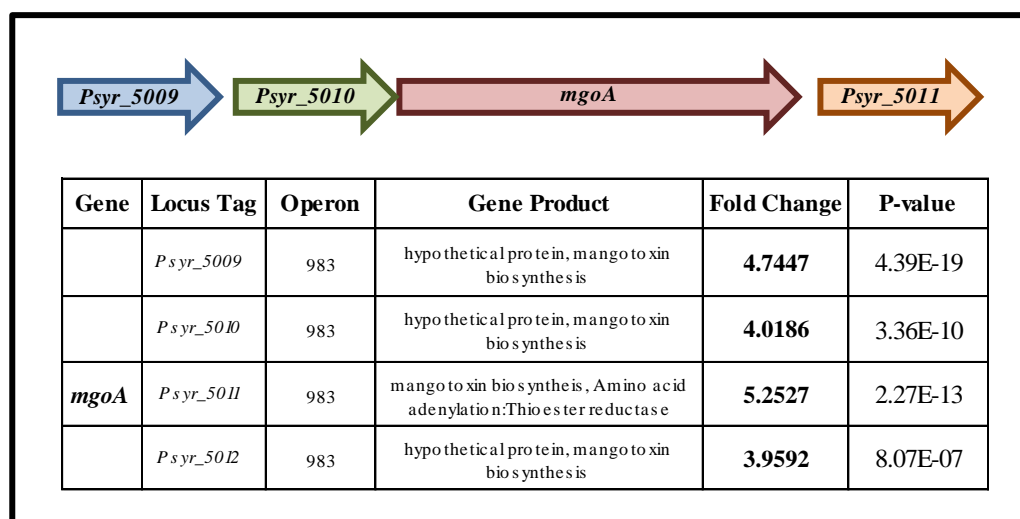 Psyr_5009 Psyr_5010 mgoA Psyr_5011
Gene Locus Tag Operon Gene Product Fold Change P-value
Psyr_5009 983 hypothetical protein, mangotoxin biosynthesis 4.7447 4.39E-19
Psyr_5010 983 hypothetical protein, mangotoxin biosynthesis 4.0186 3.36E-10
mgoA Psyr_5011 983 mangotoxin biosyntheis, Amino acid adenylation:Thioester reductase 5.2527 2.27E-13
Psyr_5012 983 hypothetical protein, mangotoxin biosynthesis 3.9592 8.07E-07